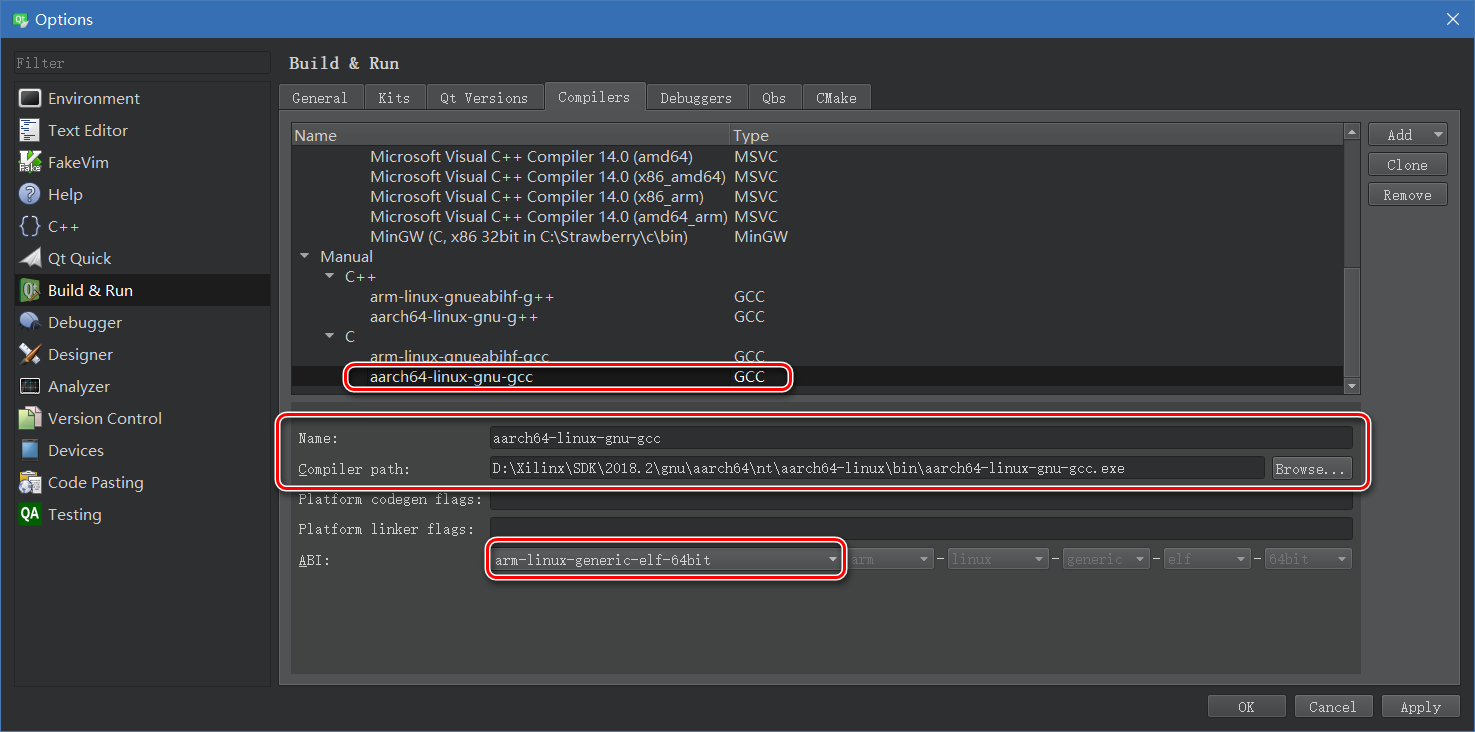 Options
Filter
Environment
Text Editor
FakeVim
Help
C++
Qt Quick
Build & Run
Debugger
Designer
Analyzer
Version Control
Devices
Code Pasting
QA Testing
Build & Run
General Kits Qt Versions Compilers Debuggers Qbs CMake
Name Type
Microsoft Visual C++ Compiler 14.0 (amd64) MSVC
Microsoft Visual C++ Compiler 14.0 (x86_amd64) MSVC
Microsoft Visual C++ Compiler 14.0 (x86_arm) MSVC
Microsoft Visual C++ Compiler 14.0 (amd64_arm) MSVC
MinGW (C, x86 32bit in C:\Strawberry\c\bin) MinGW
Manual
C++
arm-linux-gnueabihf-g++ GCC
aarch64-linux-gnu-g++ GCC
C
arm-linux-gnueabihf-gcc GCC
aarch64-linux-gnu-gcc GCC
Add
Clone
Remove
Name: aarch64-linux-gnu-gcc
Compiler path: D:\Xilinx\SDK\2018.2\gnu\aarch64\nt\aarch64-linux\bin\aarch64-linux-gnu-gcc.exe Browse...
Platform codegen flags:
Platform linker flags:
ABI: arm-linux-generic-elf-64bit arm - linux - generic - elf - 64bit
OK Cancel Apply